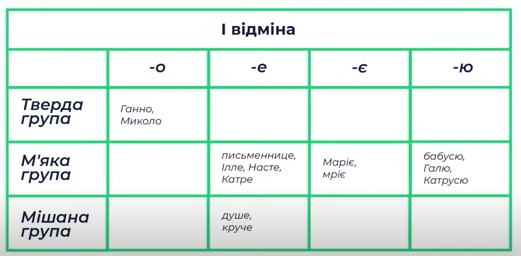 І відміна
-о -е -є -ю
Тверда
група
Ганно,
Миколо
М'яка
група
письменнице,
Ілле, Насте,
Катре
Маріє,
мріє
бабусю,
Галю,
Катрусю
Мішана
група
душе,
круче